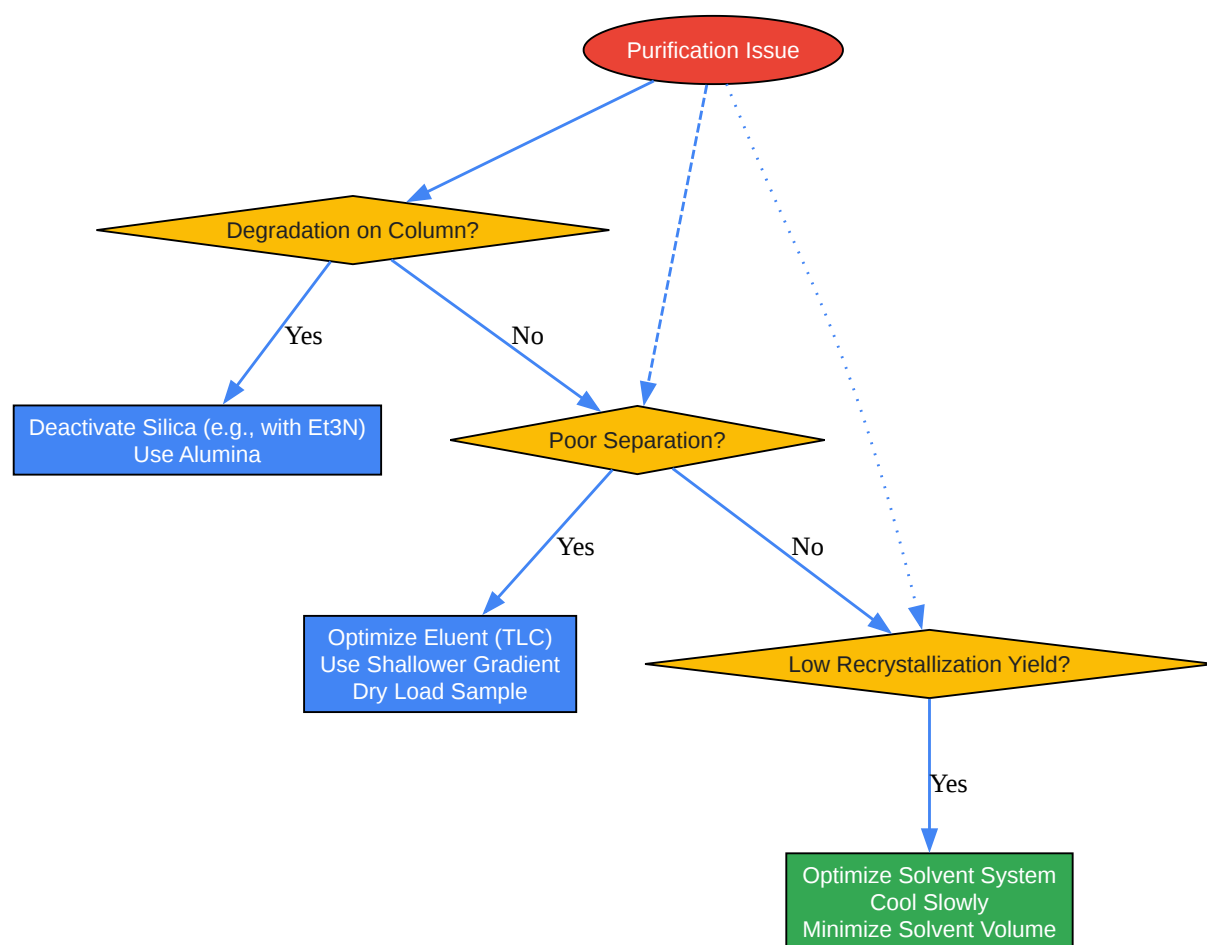 Purification Issue
Degradation on Column?
Yes
No
Deactivate Silica (e.g., with Et3N)
Use Alumina
Poor Separation?
Yes
No
Optimize Eluent (TLC)
Use Shallower Gradient
Dry Load Sample
Low Recrystallization Yield?
Yes
Optimize Solvent System
Cool Slowly
Minimize Solvent Volume